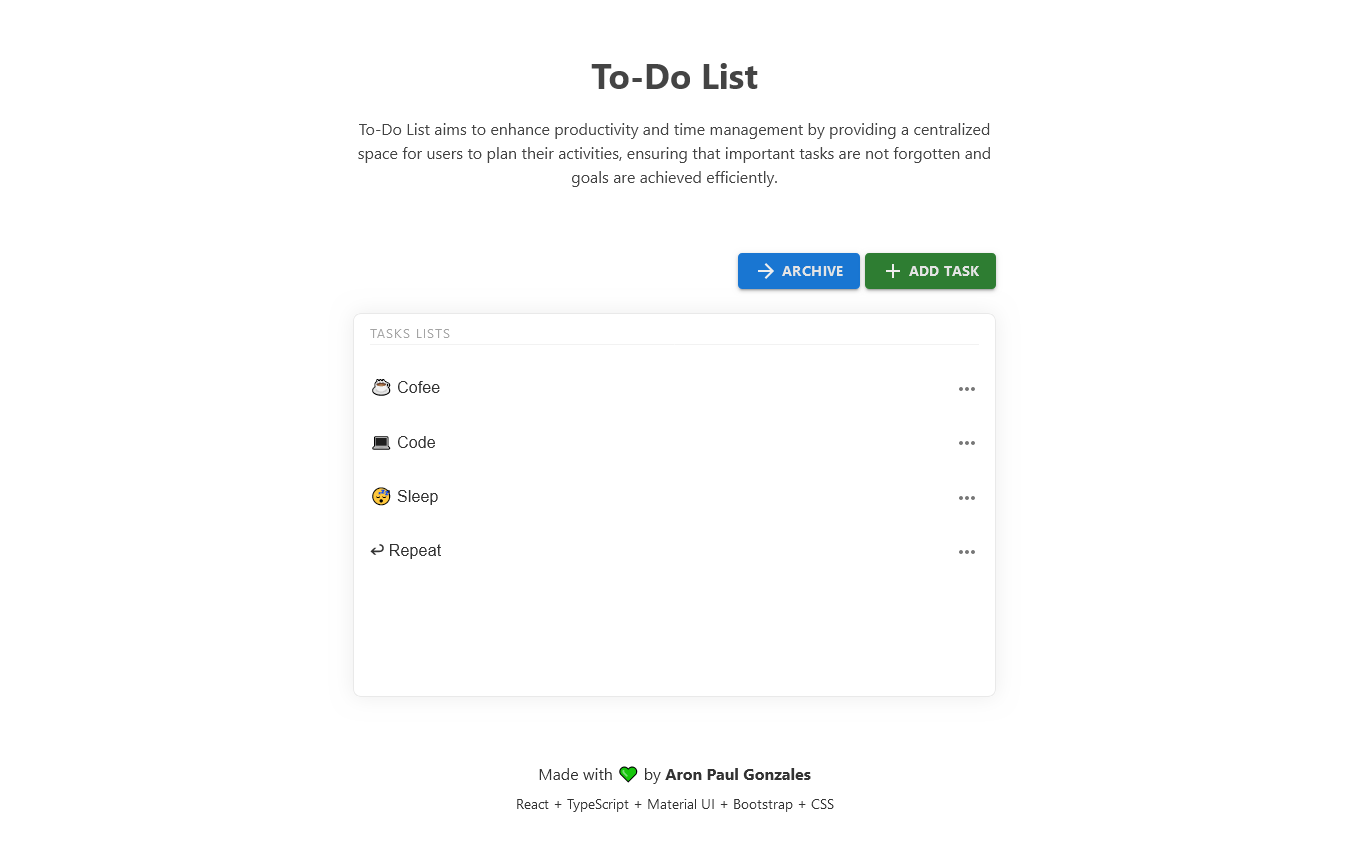 To-Do List
To-Do List aims to enhance productivity and time management by providing a centralized
space for users to plan their activities, ensuring that important tasks are not forgotten and
goals are achieved efficiently.
ARCHIVE
ADD TASK
TASKS LISTS
☕ Cofee
💻 Code
😴 Sleep
↩ Repeat
Made with 💚 by Aron Paul Gonzales
React + TypeScript + Material UI + Bootstrap + CSS